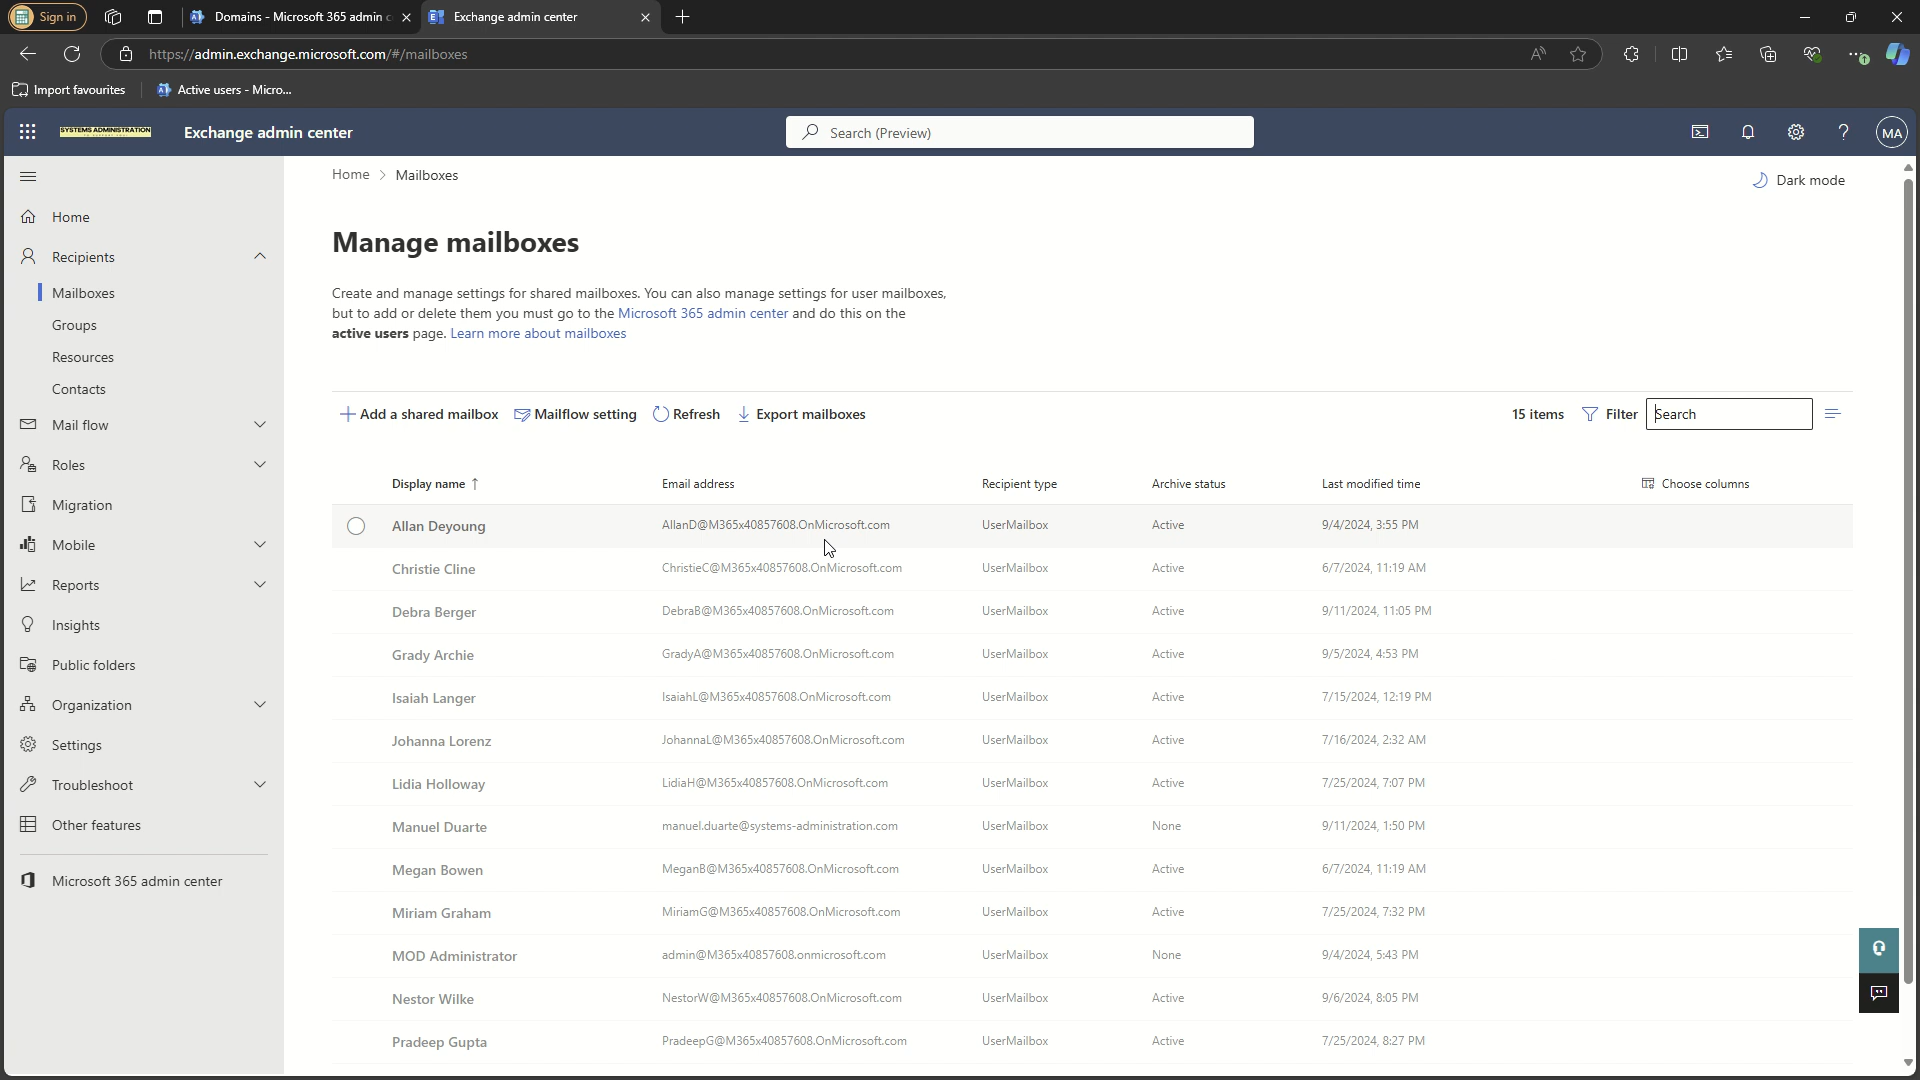 Sign in
Domains - Microsoft 365 admin c
Exchange admin center
https://admin.exchange.microsoft.com/#/mailboxes
Import favourites
Active users - Micro...
SYSTEMS ADMINISTRATION
Exchange admin center
Search (Preview)
MA
Home
Recipients
Mailboxes
Groups
Resources
Contacts
Mail flow
Roles
Migration
Mobile
Reports
Insights
Public folders
Organization
Settings
Troubleshoot
Other features
Microsoft 365 admin center
Home > Mailboxes
Dark mode
Manage mailboxes
Create and manage settings for shared mailboxes. You can also manage settings for user mailboxes,
but to add or delete them you must go to the Microsoft 365 admin center and do this on the
active users page. Learn more about mailboxes
Add a shared mailbox Mailflow setting Refresh Export mailboxes 15 items Filter Search
Display name ↑ Email address Recipient type Archive status Last modified time Choose columns
Allan Deyoung AllanD@M365x40857608.OnMicrosoft.com UserMailbox Active 9/4/2024, 3:55 PM
Christie Cline ChristieC@M365x40857608.OnMicrosoft.com UserMailbox Active 6/7/2024, 11:19 AM
Debra Berger DebraB@M365x40857608.OnMicrosoft.com UserMailbox Active 9/11/2024, 11:05 PM
Grady Archie GradyA@M365x40857608.OnMicrosoft.com UserMailbox Active 9/5/2024, 4:53 PM
Isaiah Langer IsaiahL@M365x40857608.OnMicrosoft.com UserMailbox Active 7/15/2024, 12:19 PM
Johanna Lorenz JohannaL@M365x40857608.OnMicrosoft.com UserMailbox Active 7/16/2024, 2:32 AM
Lidia Holloway LidiaH@M365x40857608.OnMicrosoft.com UserMailbox Active 7/25/2024, 7:07 PM
Manuel Duarte manuel.duarte@systems-administration.com UserMailbox None 9/11/2024, 1:50 PM
Megan Bowen MeganB@M365x40857608.OnMicrosoft.com UserMailbox Active 6/7/2024, 11:19 AM
Miriam Graham MiriamG@M365x40857608.OnMicrosoft.com UserMailbox Active 7/25/2024, 7:32 PM
MOD Administrator admin@M365x40857608.onmicrosoft.com UserMailbox None 9/4/2024, 5:43 PM
Nestor Wilke NestorW@M365x40857608.OnMicrosoft.com UserMailbox Active 9/6/2024, 8:05 PM
Pradeep Gupta PradeepG@M365x40857608.OnMicrosoft.com UserMailbox Active 7/25/2024, 8:27 PM